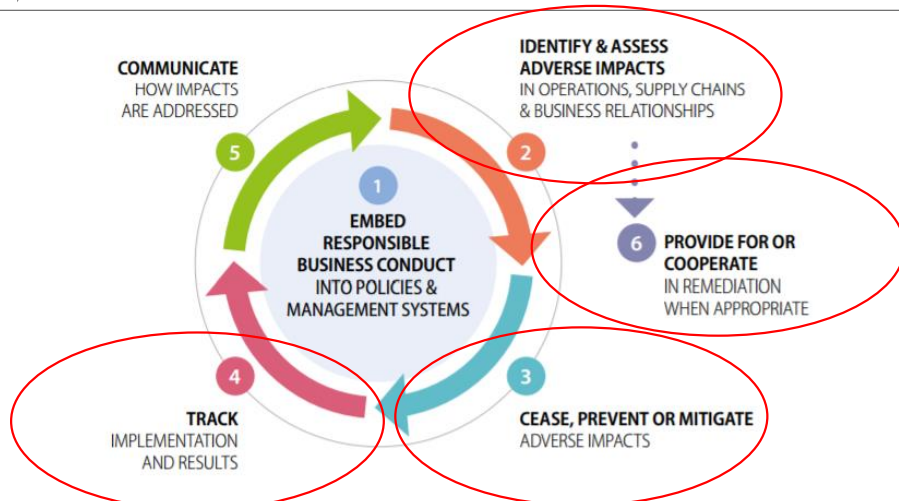 COMMUNICATE
HOW IMPACTS
ARE ADDRESSED
5
IDENTIFY & ASSESS
ADVERSE IMPACTS
IN OPERATIONS, SUPPLY CHAINS
& BUSINESS RELATIONSHIPS
2
1
EMBED
RESPONSIBLE
BUSINESS CONDUCT
INTO POLICIES &
MANAGEMENT SYSTEMS
6
PROVIDE FOR OR
COOPERATE
IN REMEDIATION
WHEN APPROPRIATE
4
TRACK
IMPLEMENTATION
AND RESULTS
3
CEASE, PREVENT OR MITIGATE
ADVERSE IMPACTS